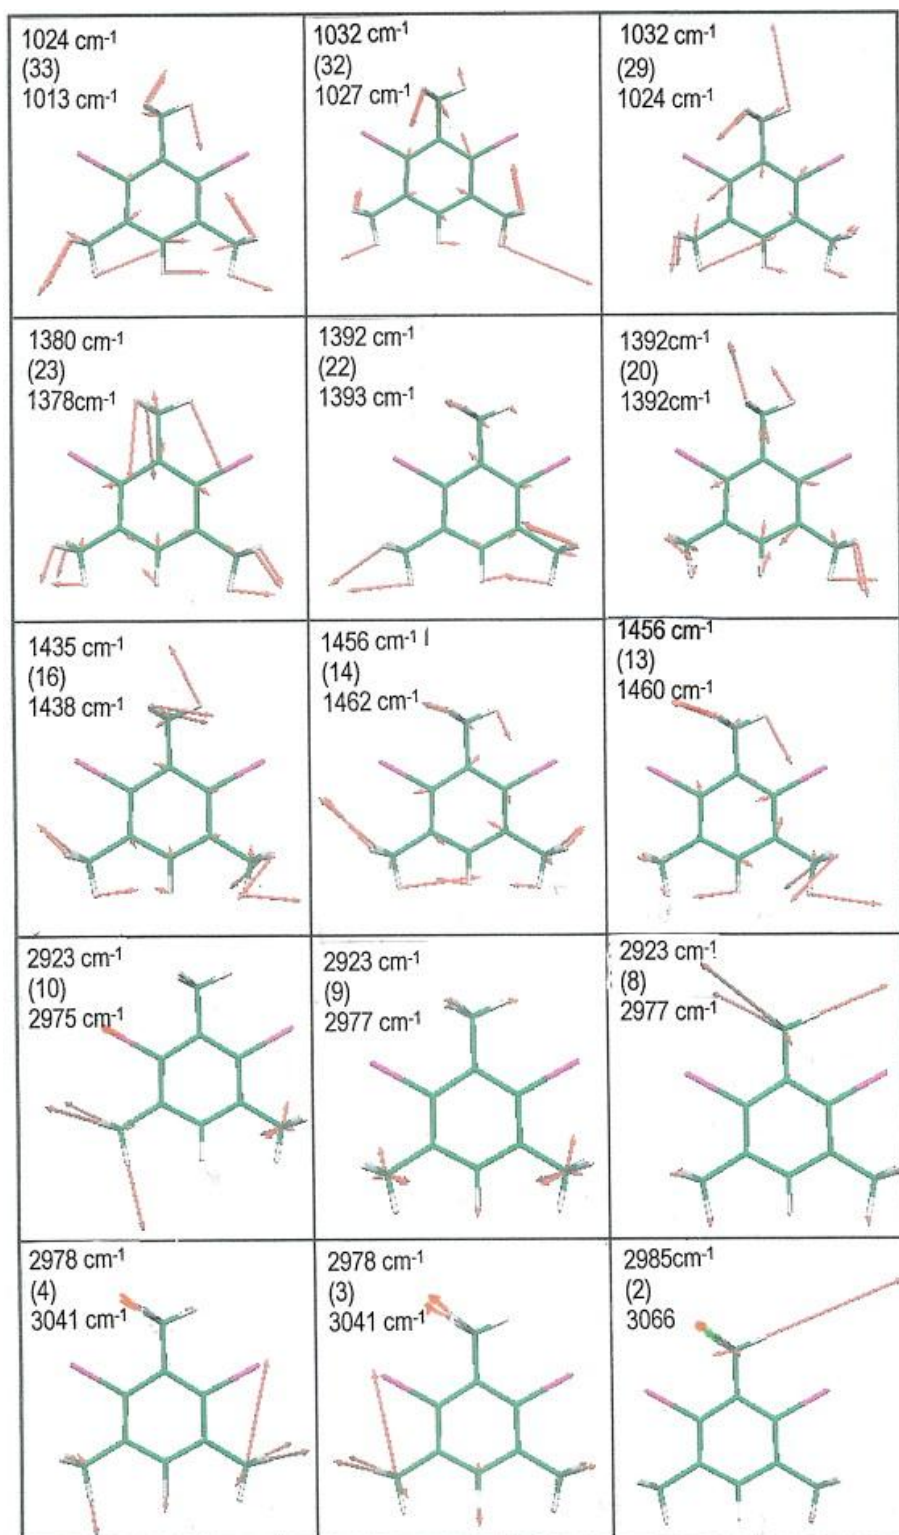 1024 cm-1
(33)
1013 cm-1
1032 cm-1
(32)
1027 cm-1
1032 cm-1
(29)
1024 cm-1
1380 cm-1
(23)
1378cm-1
1392 cm-1
(22)
1393 cm-1
1392cm-1
(20)
1392cm-1
1435 cm-1
(16)
1438 cm-1
1456 cm-1
(14)
1462 cm-1
1456 cm-1
(13)
1460 cm-1
2923 cm-1
(10)
2975 cm-1
2923 cm-1
(9)
2977 cm-1
2923 cm-1
(8)
2977 cm-1
2978 cm-1
(4)
3041 cm-1
2978 cm-1
(3)
3041 cm-1
2985cm-1
(2)
3066